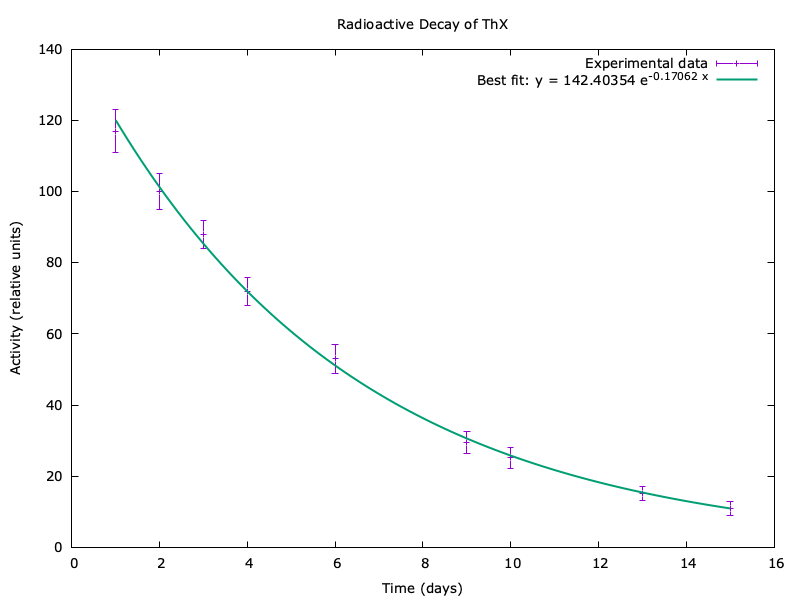 Radioactive Decay of ThX
Experimental data
Best fit: y = 142.40354 e^-0.17062 x
Activity (relative units)
140
120
100
80
60
40
20
0
0 2 4 6 8 10 12 14 16
Time (days)